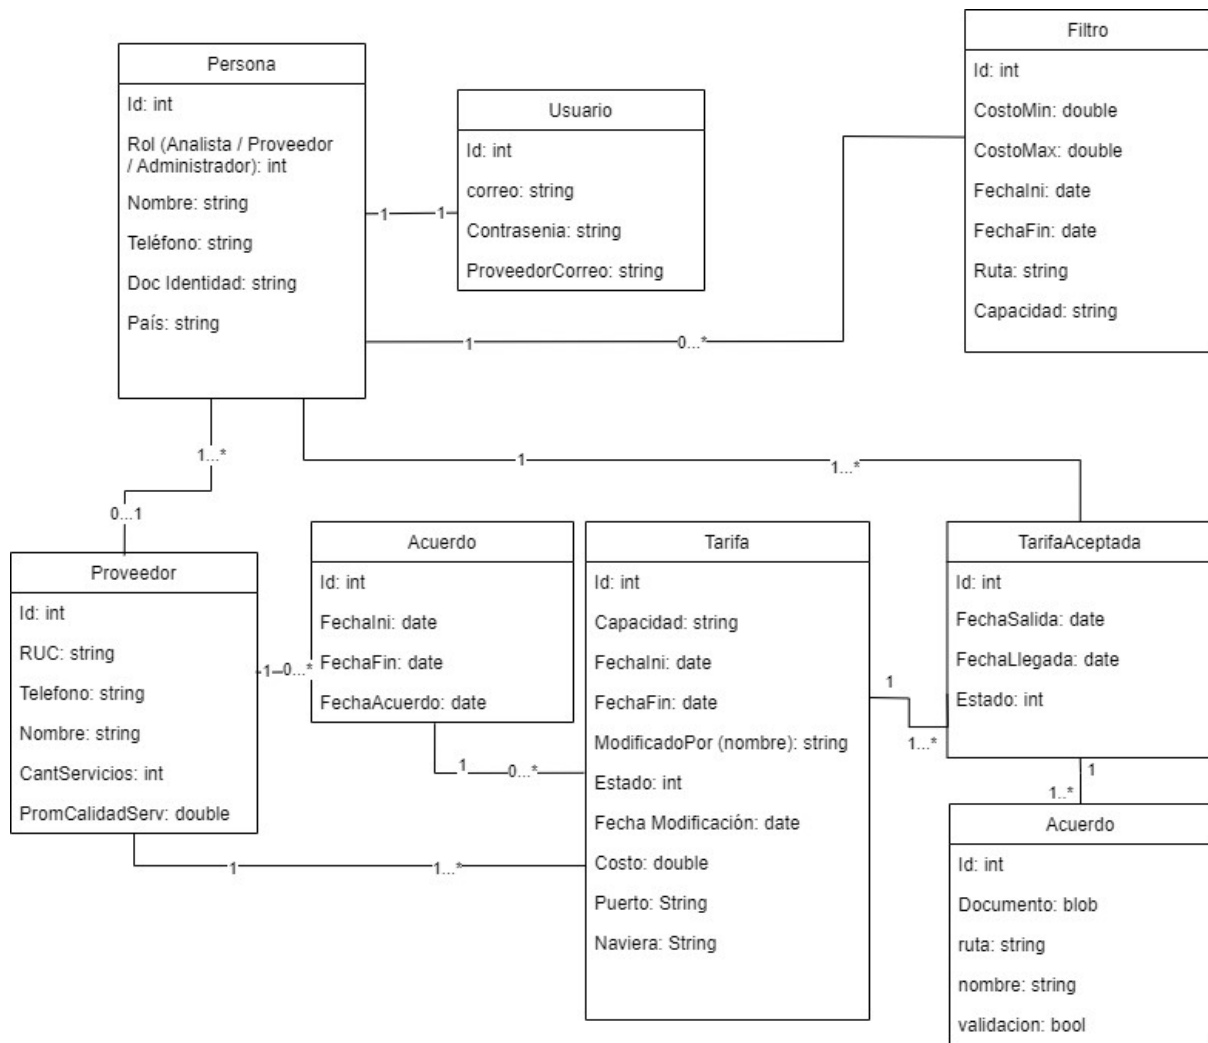 Persona
Id: int
Rol (Analista / Proveedor
/ Administrador): int
Nombre: string
Teléfono: string
Doc Identidad: string
País: string
Usuario
Id: int
correo: string
Contrasenia: string
ProveedorCorreo: string
Filtro
Id: int
CostoMin: double
CostoMax: double
FechaIni: date
FechaFin: date
Ruta: string
Capacidad: string
1
1
1
0...*
1...*
0...1
1
1...*
Proveedor
Id: int
RUC: string
Telefono: string
Nombre: string
CantServicios: int
PromCalidadServ: double
1
0...*
Acuerdo
Id: int
FechaIni: date
FechaFin: date
FechaAcuerdo: date
1
0...*
1
1...*
Tarifa
Id: int
Capacidad: string
FechaIni: date
FechaFin: date
ModificadoPor (nombre): string
Estado: int
Fecha Modificación: date
Costo: double
Puerto: String
Naviera: String
1
1...*
TarifaAceptada
Id: int
FechaSalida: date
FechaLlegada: date
Estado: int
1
1..*
Acuerdo
Id: int
Documento: blob
ruta: string
nombre: string
validacion: bool